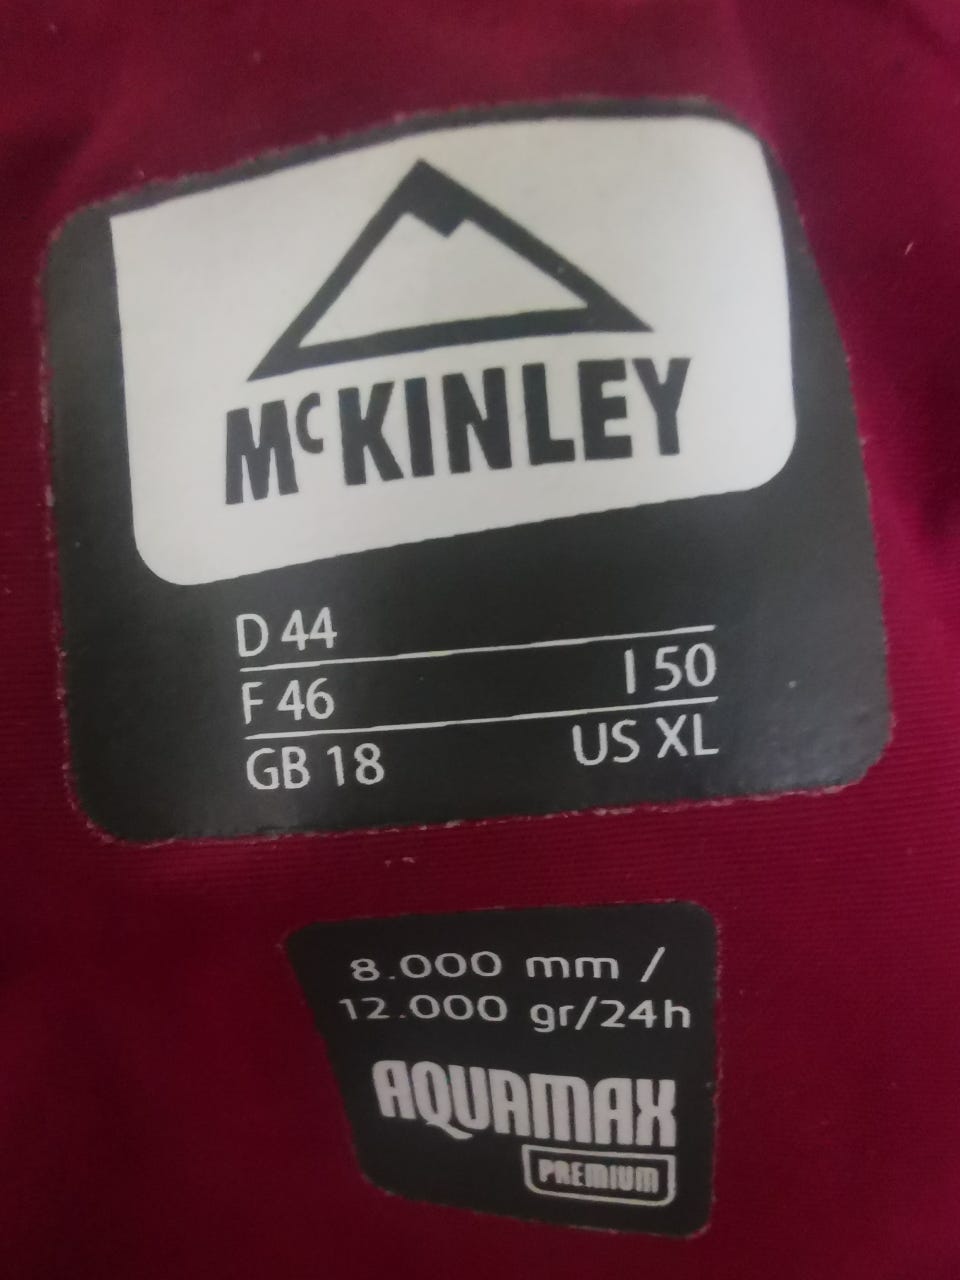 McKINLEY
D 44
F 46 I 50
GB 18 US XL
8.000 mm /
12.000 gr/24h
AQUAMAX
PREMIUM